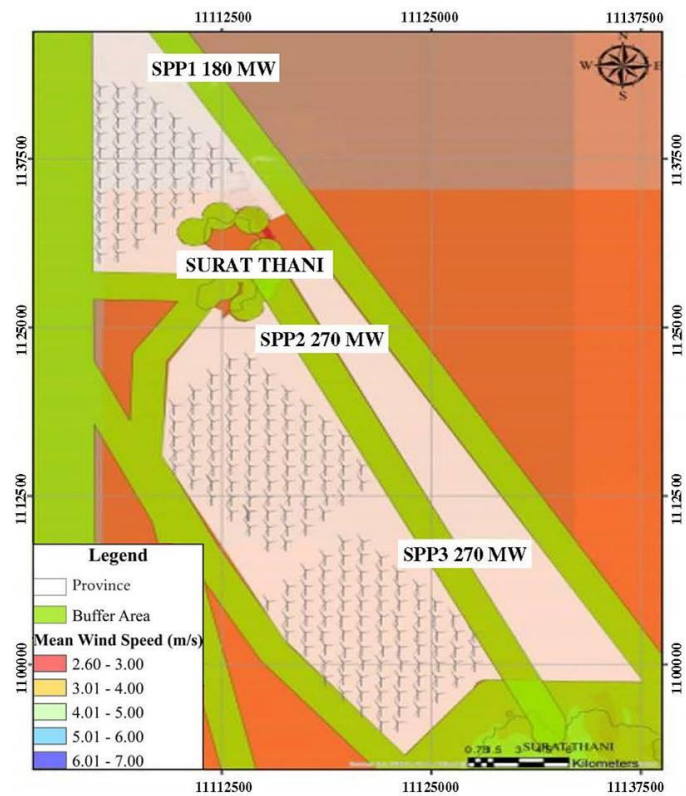 11112500 11125000 11137500
N
W E
S
SPP1 180 MW
1137500 1137500
SURAT THANI
1125000 1125000
SPP2 270 MW
1112500 1112500
SPP3 270 MW
Legend
Province
Buffer Area
Mean Wind Speed (m/s)
2.60 - 3.00
3.01 - 4.00
4.01 - 5.00
5.01 - 6.00
6.01 - 7.00
1100000 1100000
SURAT THANI
Kilometers
11112500 11125000 11137500